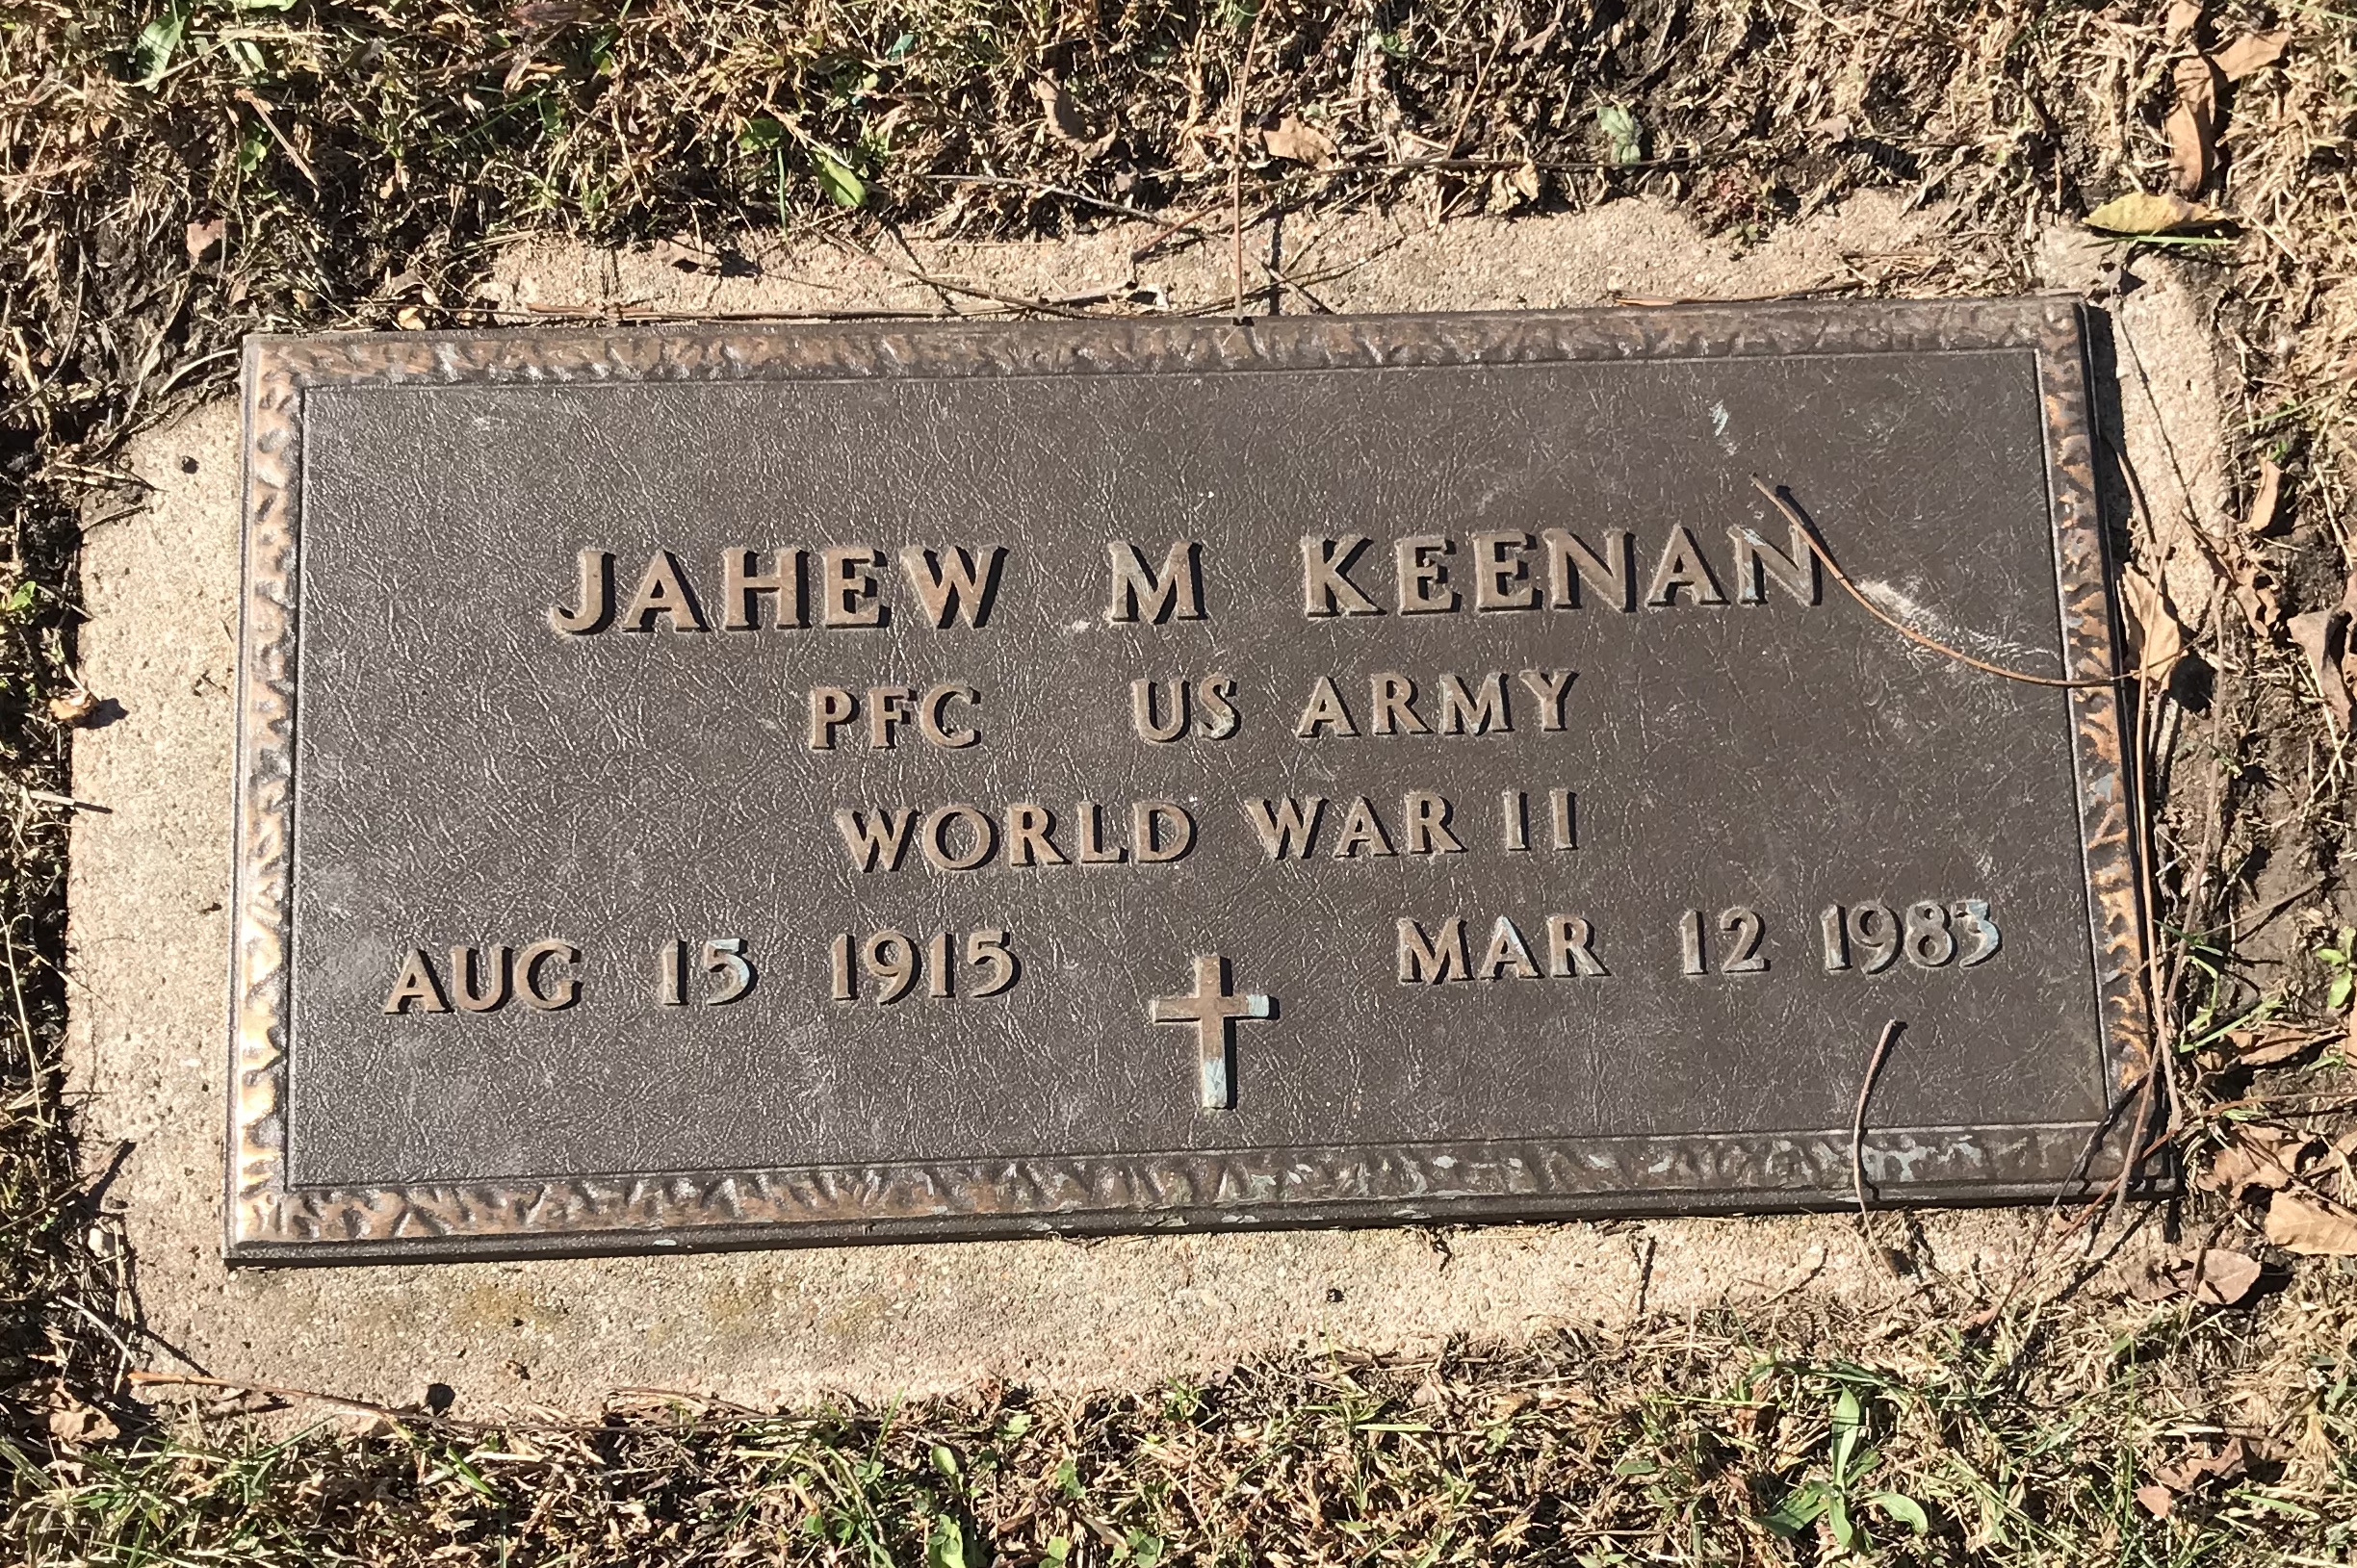 JAHEW M KEENAN
PFC US ARMY
WORLD WAR II
AUG 15 1915 MAR 12 1983